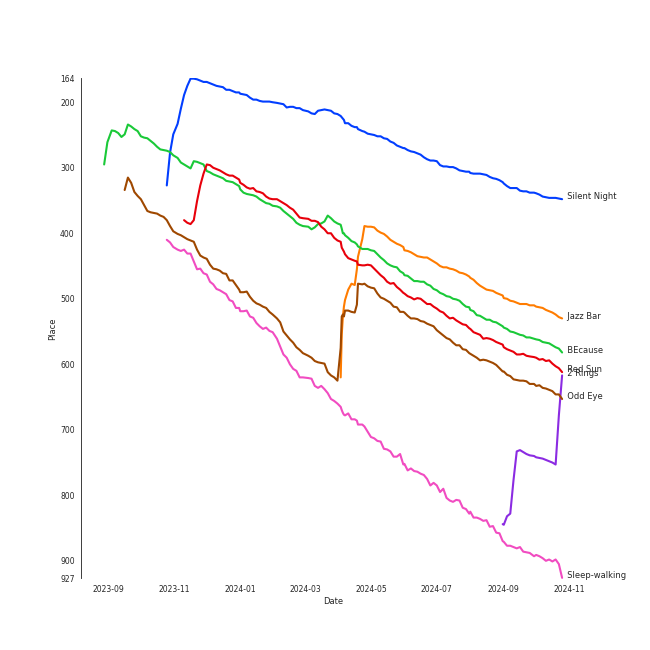 164
200
300
400
500
600
700
800
900
927
Place
2023-09
2023-11
2024-01
2024-03
2024-05
2024-07
2024-09
2024-11
Date
Silent Night
Jazz Bar
BEcause
Red Sun
2 Rings
Odd Eye
Sleep-walking